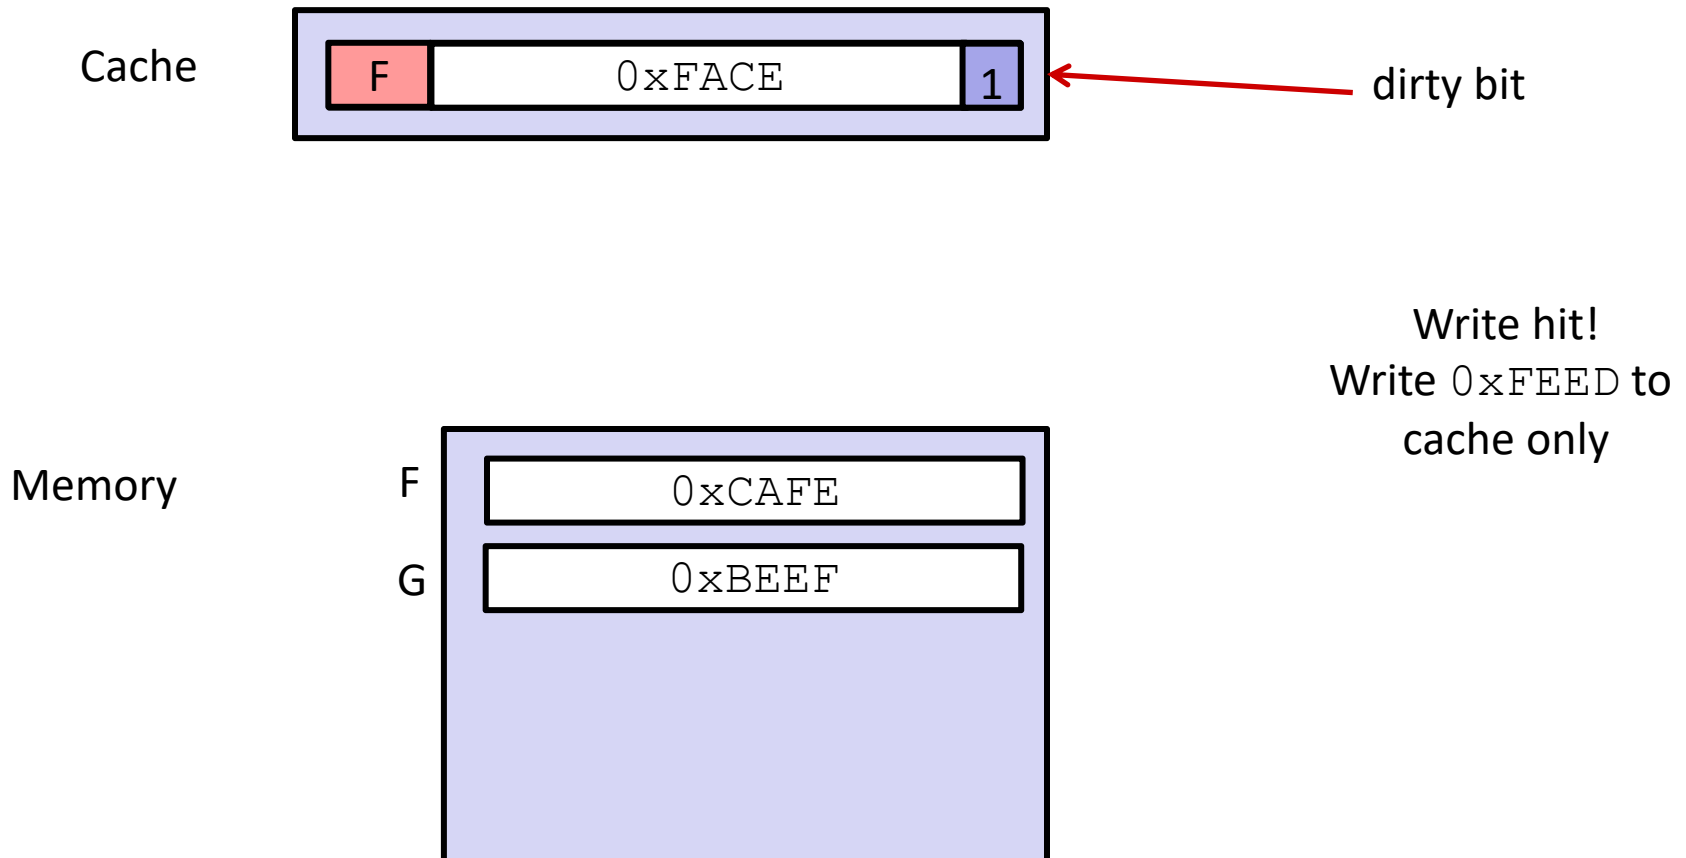 Cache
F
0xFACE
1
dirty bit
Write hit!
Write 0xFEED to
cache only
Memory
F
0xCAFE
G
0xBEEF